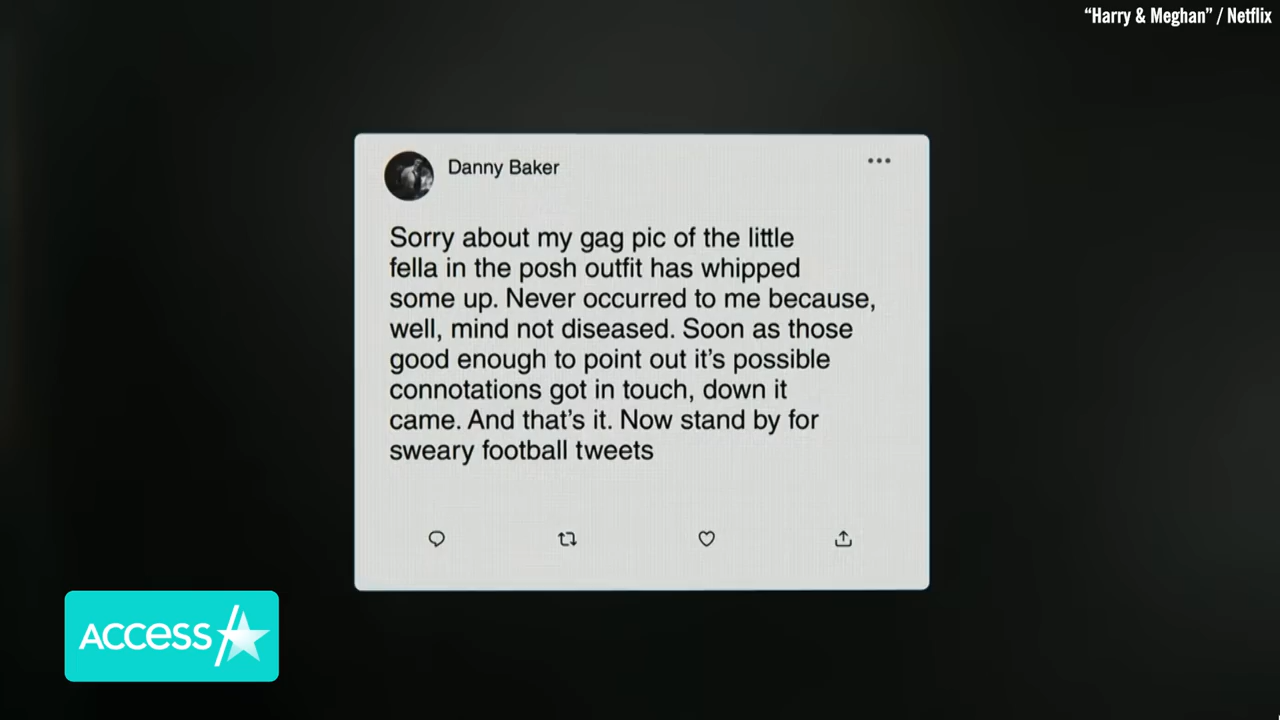 “Harry & Meghan” / Netflix
Danny Baker
Sorry about my gag pic of the little
fella in the posh outfit has whipped
some up. Never occurred to me because,
well, mind not diseased. Soon as those
good enough to point out it’s possible
connotations got in touch, down it
came. And that’s it. Now stand by for
sweary football tweets
ACCESS